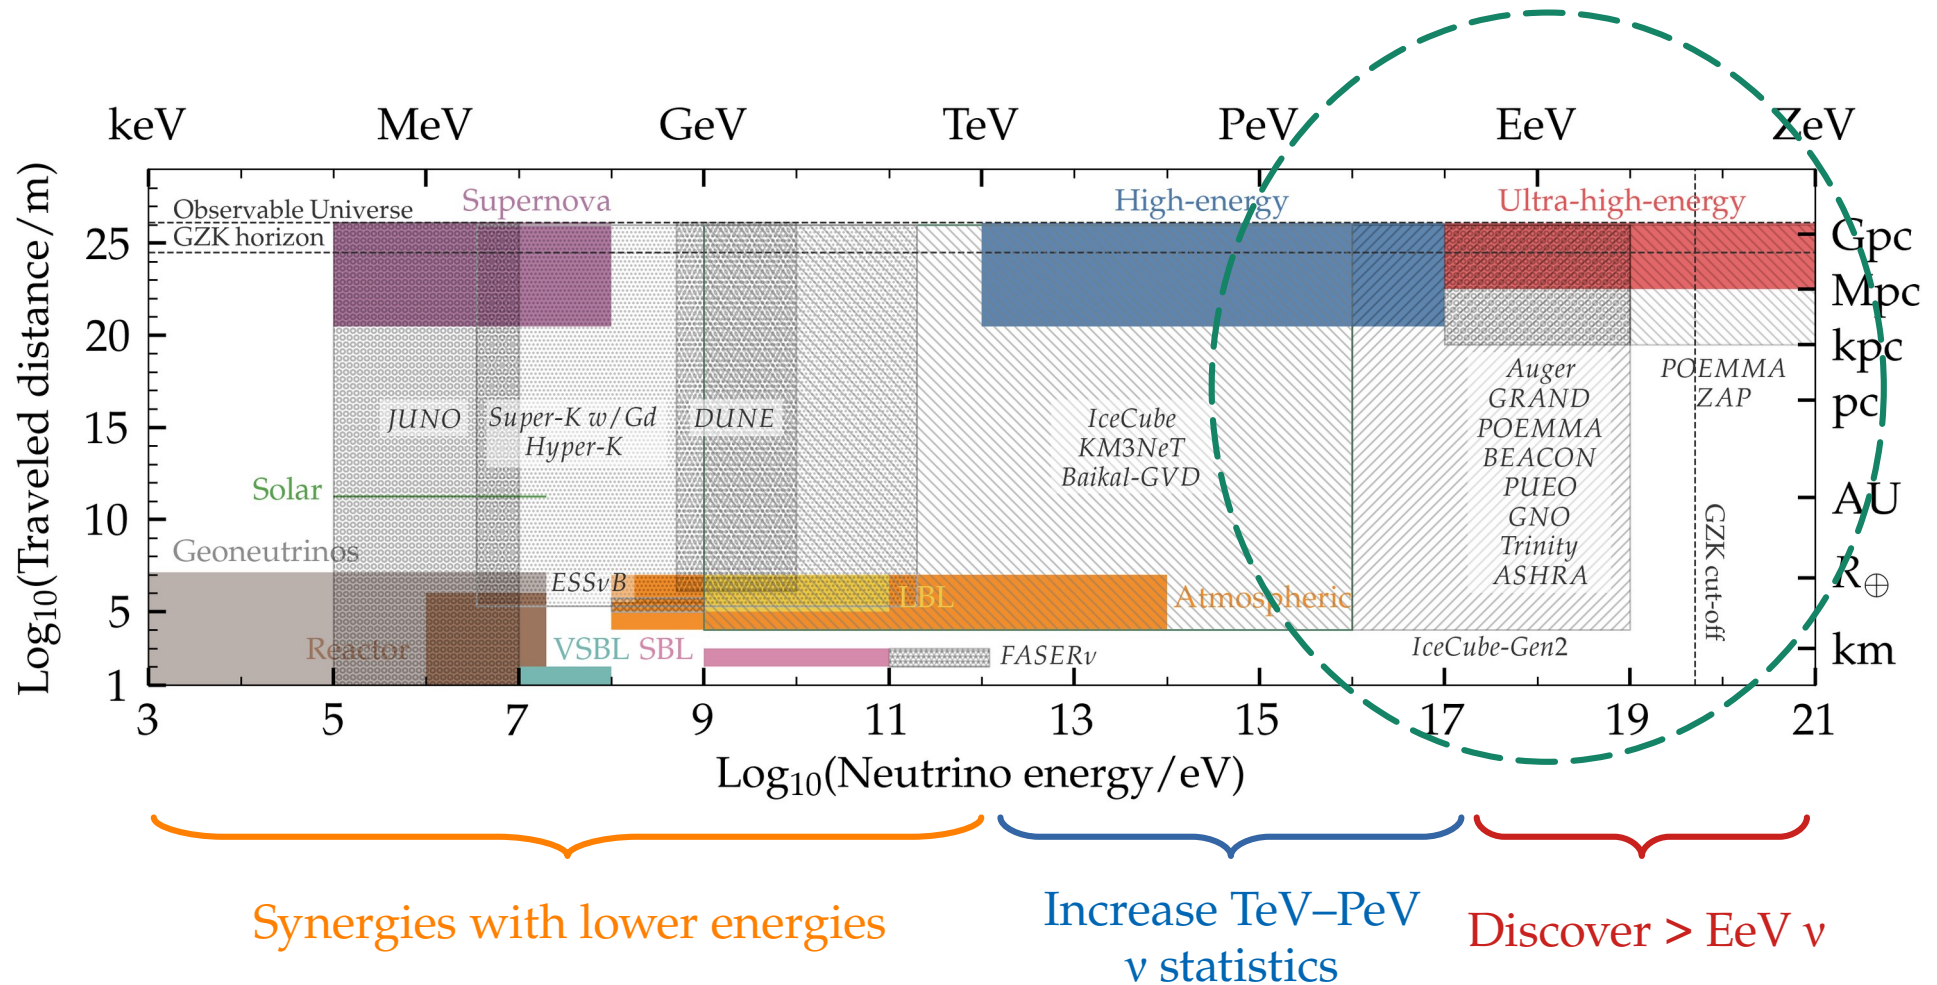 keV MeV GeV TeV PeV EeV ZeV
Log10(Traveled distance/m)
25
20
15
10
5
1
Observable Universe
GZK horizon
Supernova
High-energy
Ultra-high-energy
Gpc
Mpc
kpc
pc
AU
R⊕
km
JUNO
Super-K w/Gd
Hyper-K
DUNE
IceCube
KM3NeT
Baikal-GVD
Auger
GRAND
POEMMA
BEACON
PUEO
GNO
Trinity
ASHRA
POEMMA
ZAP
GZK cut-off
Solar
Geoneutrinos
ESSνB
LBL
Atmospheric
Reactor
VSBL
SBL
FASERν
IceCube-Gen2
3 5 7 9 11 13 15 17 19 21
Log10(Neutrino energy/eV)
Synergies with lower energies
Increase TeV–PeV
ν statistics
Discover > EeV ν